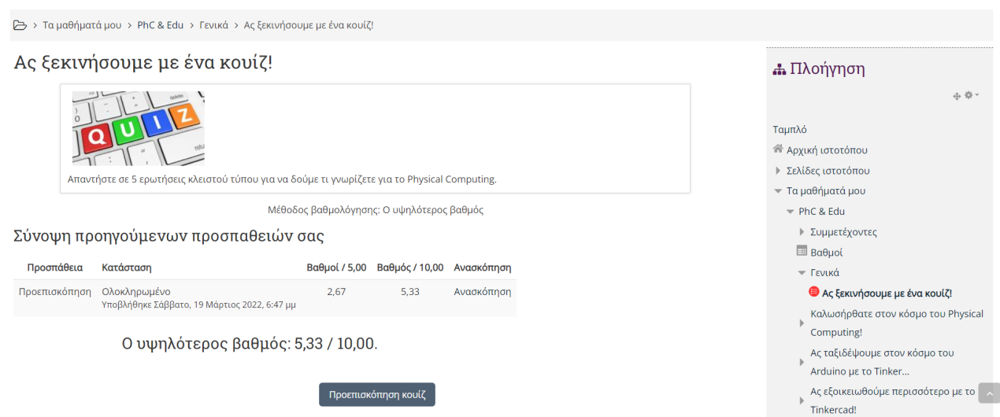 > Τα μαθήματά μου > PhC & Edu > Γενικά > Ας ξεκινήσουμε με ένα κουίζ!
Ας ξεκινήσουμε με ένα κουίζ!
QUIZ
Απαντήστε σε 5 ερωτήσεις κλειστού τύπου για να δούμε τι γνωρίζετε για το Physical Computing.
Μέθοδος βαθμολόγησης: Ο υψηλότερος βαθμός
Σύνοψη προηγούμενων προσπαθειών σας
Προσπάθεια Κατάσταση Βαθμοί / 5,00 Βαθμός / 10,00 Ανασκόπηση
Προεπισκόπηση Ολοκληρωμένο 2,67 5,33 Ανασκόπηση
Υποβλήθηκε Σάββατο, 19 Μάρτιος 2022, 6:47 μμ
Ο υψηλότερος βαθμός: 5,33 / 10,00.
Προεπισκόπηση κουίζ
Πλοήγηση
Ταμπλό
Αρχική ιστοτόπου
Σελίδες ιστοτόπου
Τα μαθήματά μου
PhC & Edu
Συμμετέχοντες
Βαθμοί
Γενικά
Ας ξεκινήσουμε με ένα κουίζ!
Καλωσήρθατε στον κόσμο του Physical
Computing!
Ας ταξιδέψουμε στον κόσμο του
Arduino με το Tinker...
Ας εξοικειωθούμε περισσότερο με το
Tinkercad!